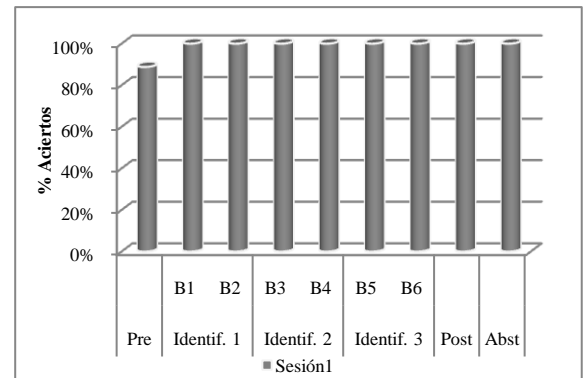 % Aciertos
100%
80%
60%
40%
20%
0%
B1 B2 B3 B4 B5 B6
Pre Identif. 1 Identif. 2 Identif. 3 Post Abst
Sesión1